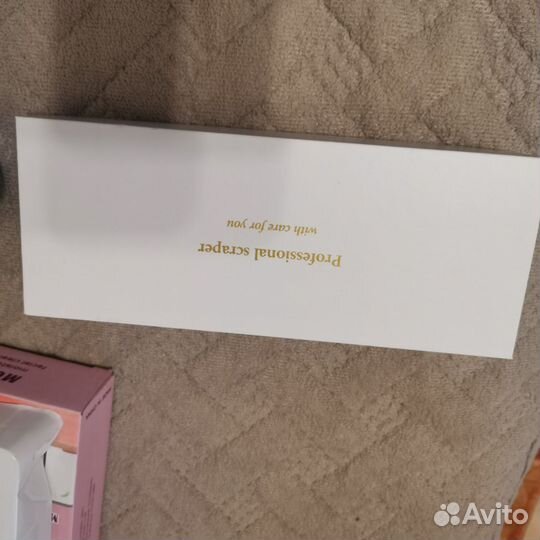 Professional scraper
with care for you
Avito